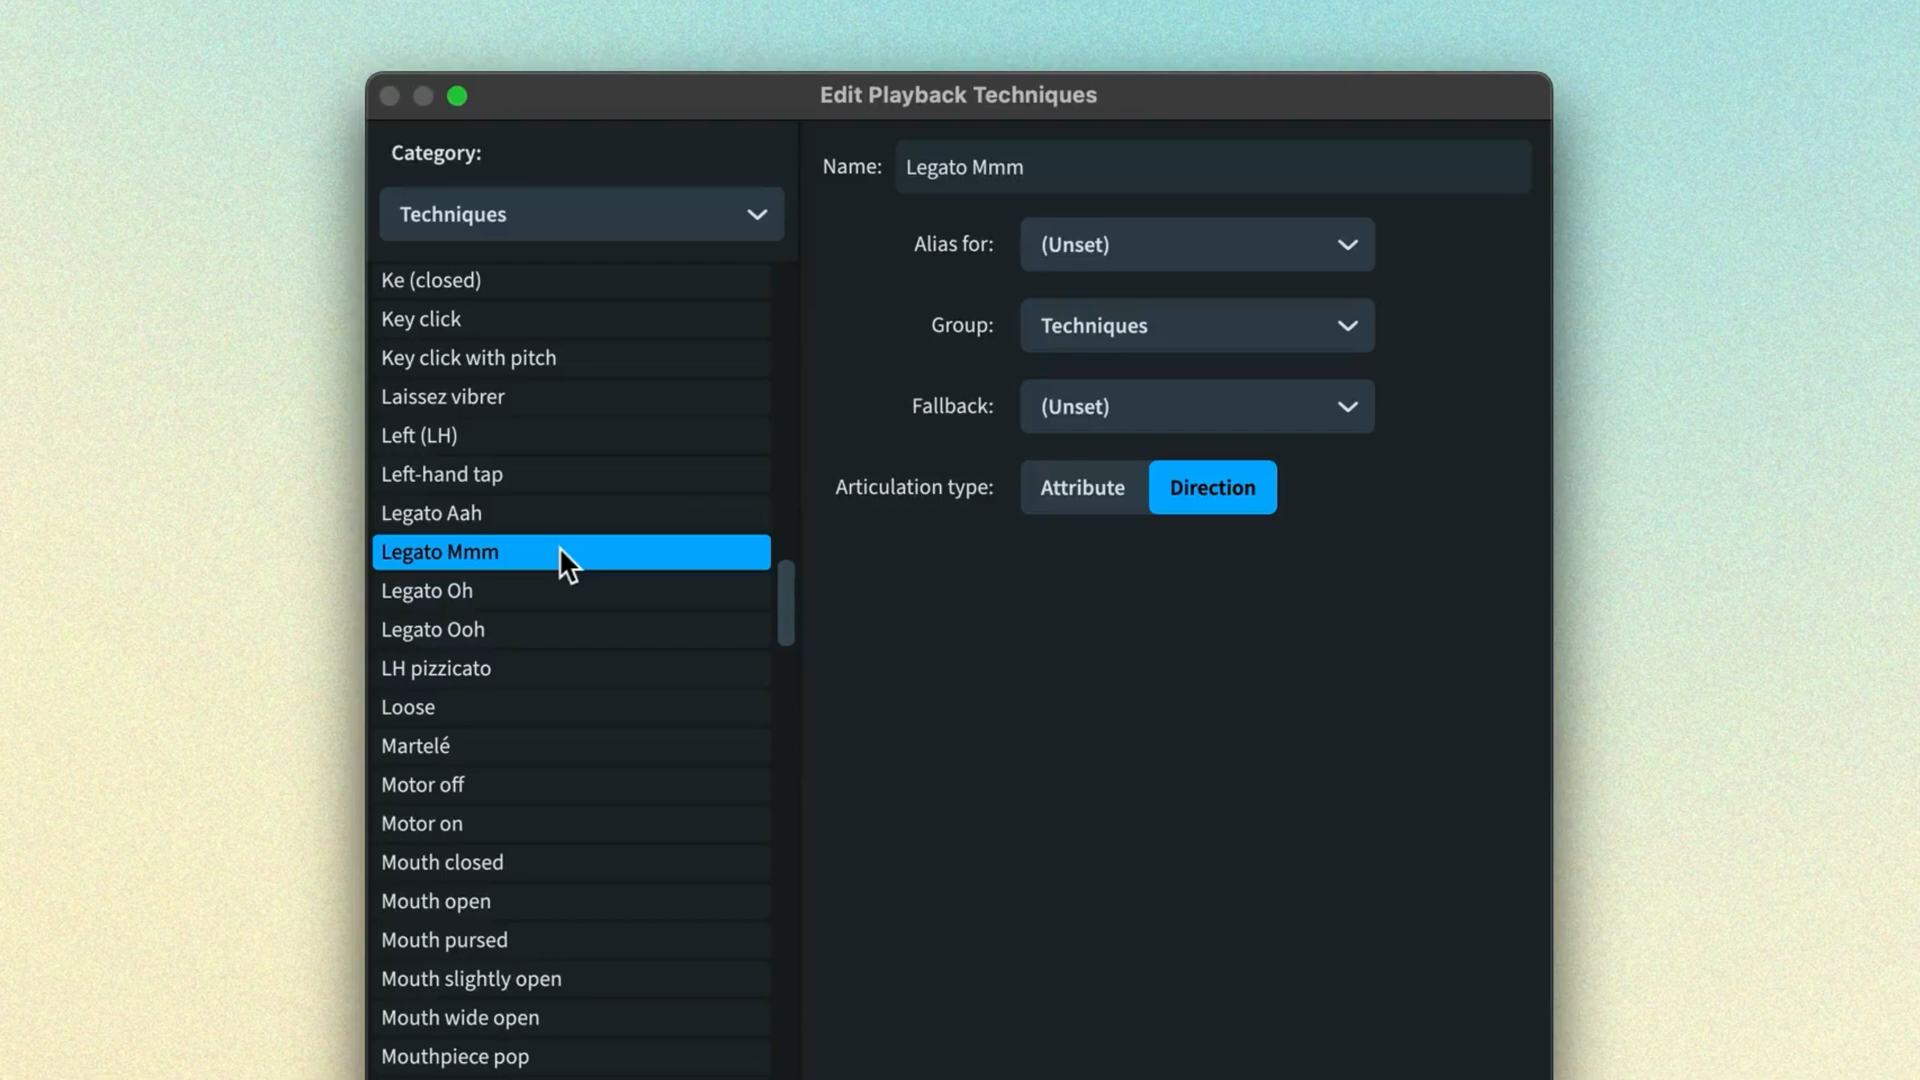 Edit Playback Techniques
Category:
Techniques
Ke (closed)
Key click
Key click with pitch
Laissez vibrer
Left (LH)
Left-hand tap
Legato Aah
Legato Mmm
Legato Oh
Legato Ooh
LH pizzicato
Loose
Martelé
Motor off
Motor on
Mouth closed
Mouth open
Mouth pursed
Mouth slightly open
Mouth wide open
Mouthpiece pop
Name: Legato Mmm
Alias for: (Unset)
Group: Techniques
Fallback: (Unset)
Articulation type: Attribute Direction